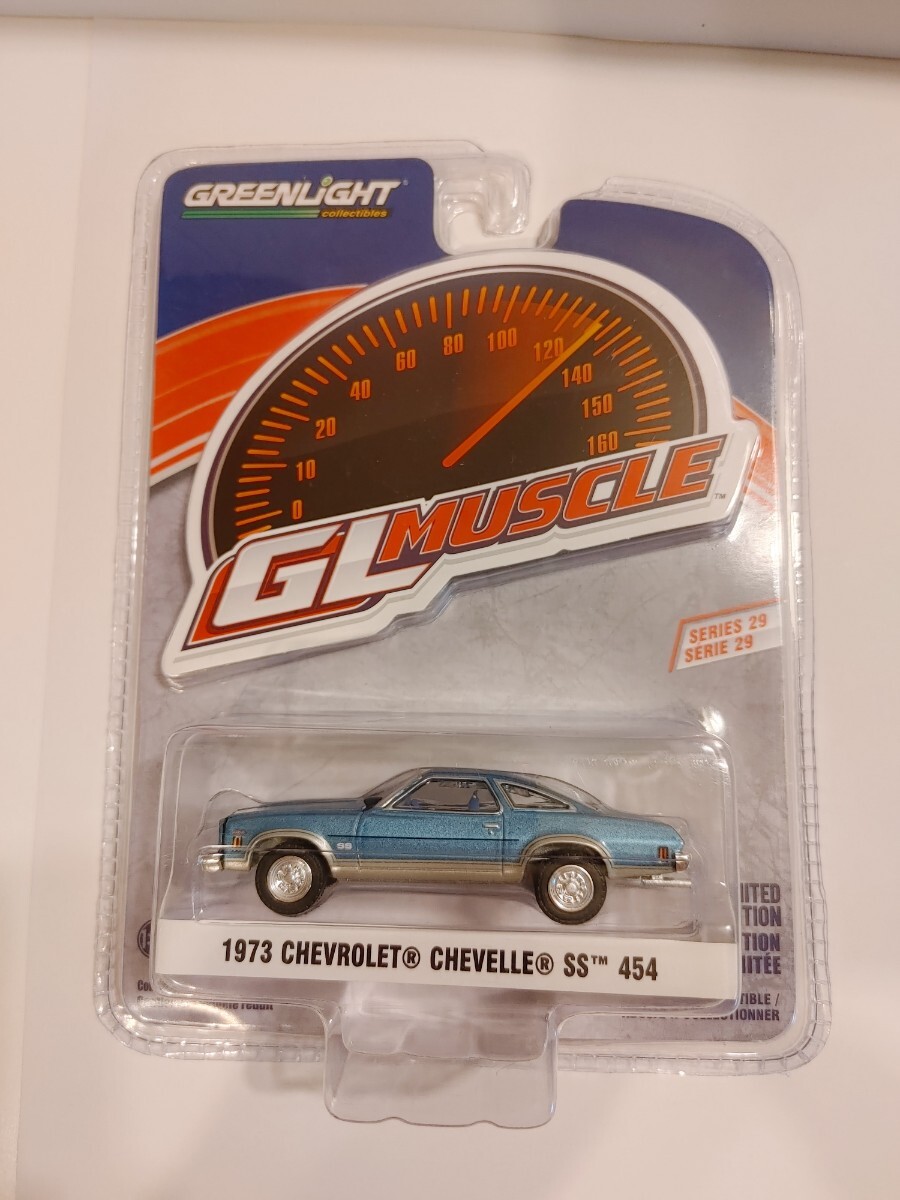 GREENLIGHT®
collectibles
0
10
20
40
60
80
100
120
140
150
160
GL MUSCLE™
SERIES 29
SERIE 29
SS
1973 CHEVROLET® CHEVELLE® SS™ 454